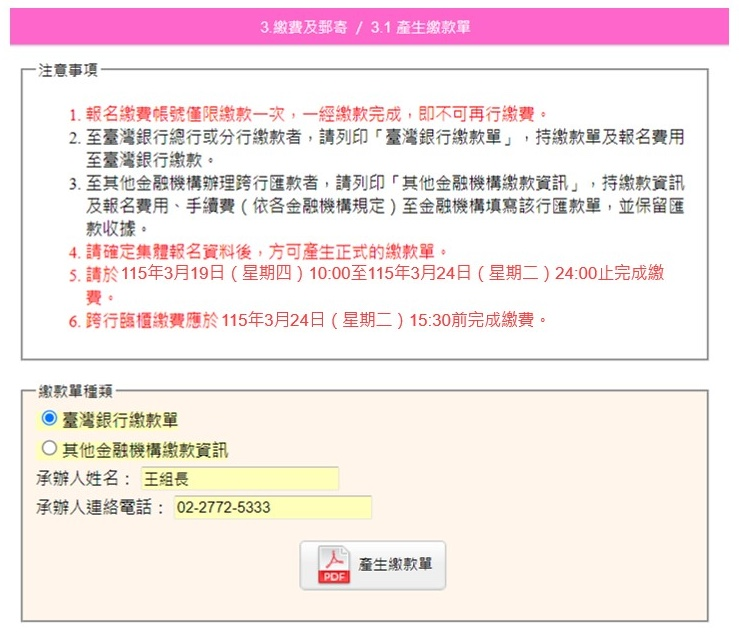 3.繳費及郵寄 / 3.1 產生繳款單
注意事項
1. 報名繳費帳號僅限繳款一次，一經繳款完成，即不可再行繳費。
2. 至臺灣銀行總行或分行繳款者，請列印「臺灣銀行繳款單」，持繳款單及報名費用
至臺灣銀行繳款。
3. 至其他金融機構辦理跨行匯款者，請列印「其他金融機構繳款資訊」，持繳款資訊
及報名費用、手續費（依各金融機構規定）至金融機構填寫該行匯款單，並保留匯
款收據。
4. 請確定集體報名資料後，方可產生正式的繳款單。
5. 請於115年3月19日（星期四）10:00至115年3月24日（星期二）24:00止完成繳
費。
6. 跨行臨櫃繳費應於115年3月24日（星期二）15:30前完成繳費。
繳款單種類
臺灣銀行繳款單
其他金融機構繳款資訊
承辦人姓名： 王組長
承辦人連絡電話： 02-2772-5333
PDF 產生繳款單